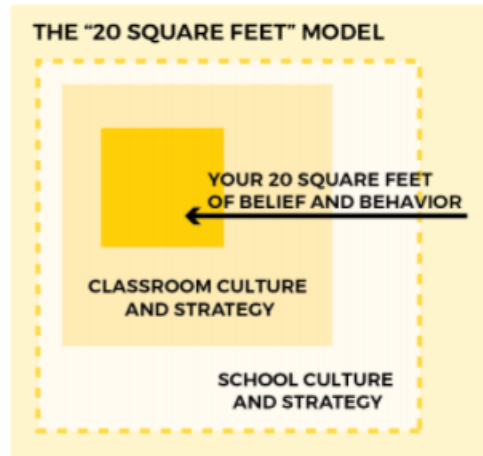 THE “20 SQUARE FEET” MODEL
YOUR 20 SQUARE FEET
OF BELIEF AND BEHAVIOR
CLASSROOM CULTURE
AND STRATEGY
SCHOOL CULTURE
AND STRATEGY